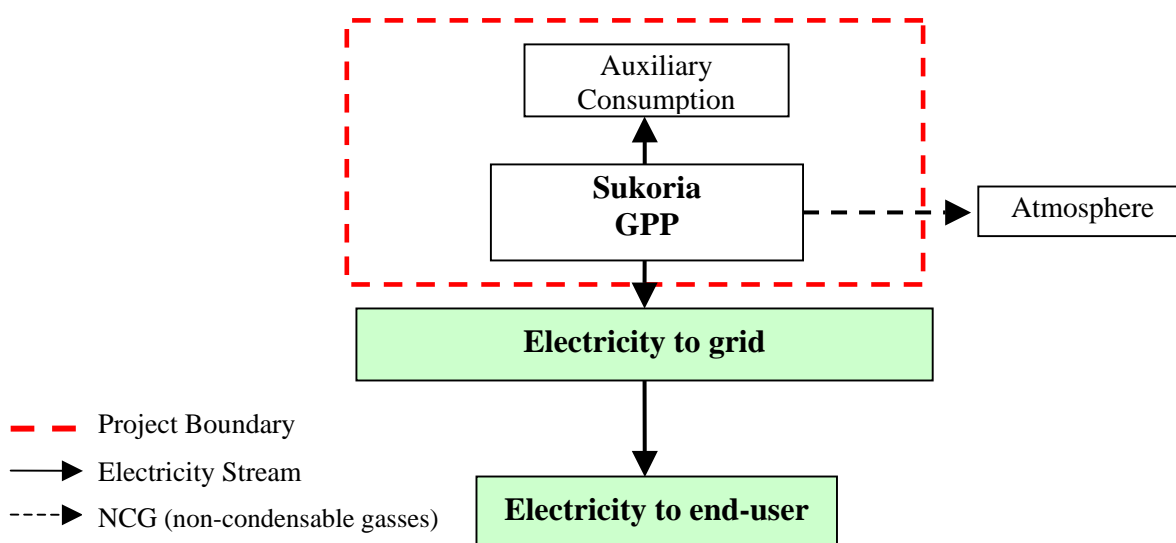 Auxiliary
Consumption
Sukoria
GPP
Atmosphere
Electricity to grid
Project Boundary
Electricity Stream
NCG (non-condensable gasses)
Electricity to end-user